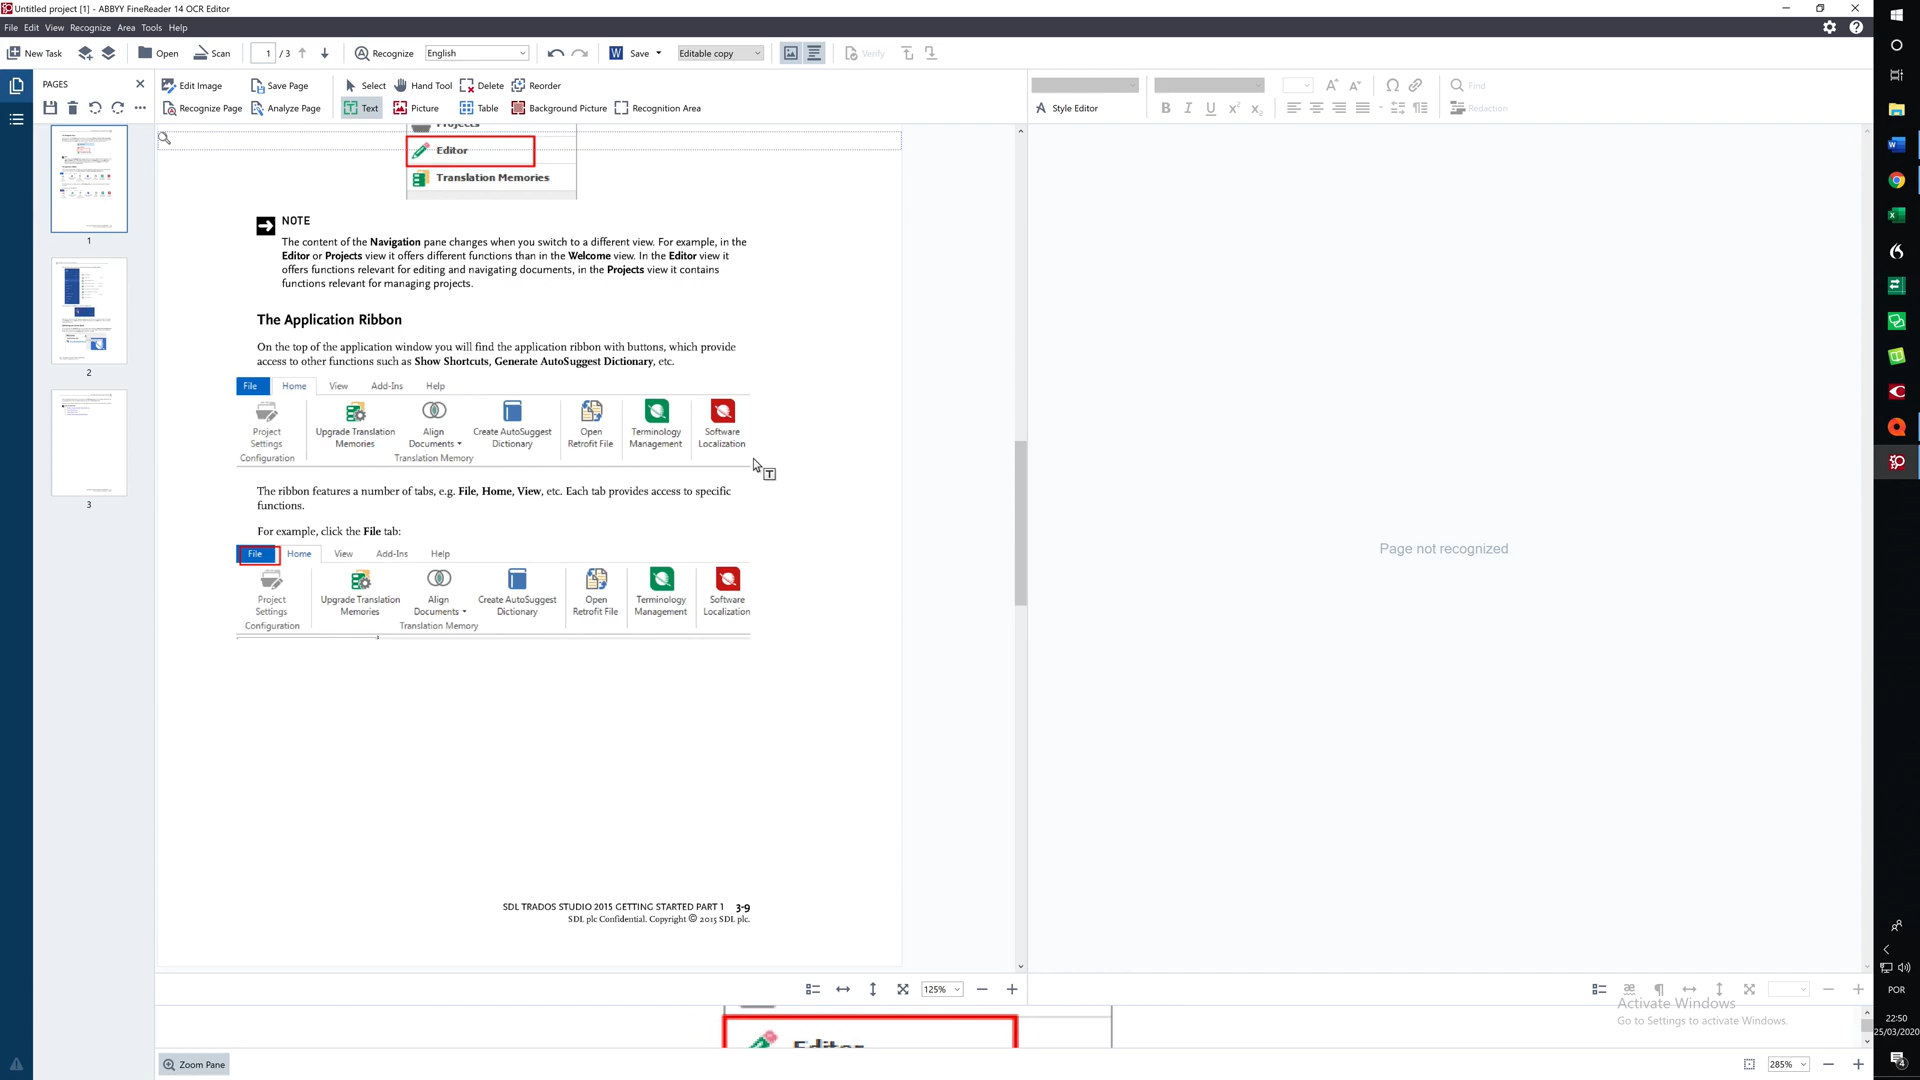 Untitled project [1] - ABBYY FineReader 14 OCR Editor
File Edit View Recognize Area Tools Help
New Task Open Scan 1 / 3 Recognize English Save Editable copy Verify
PAGES
Edit Image Save Page Select Hand Tool Delete Reorder
Recognize Page Analyze Page Text Picture Table Background Picture Recognition Area
Find
Style Editor B I U Redaction
1
2
3
Projects
Editor
Translation Memories
NOTE
The content of the Navigation pane changes when you switch to a different view. For example, in the
Editor or Projects view it offers different functions than in the Welcome view. In the Editor view it
offers functions relevant for editing and navigating documents, in the Projects view it contains
functions relevant for managing projects.
The Application Ribbon
On the top of the application window you will find the application ribbon with buttons, which provide
access to other functions such as Show Shortcuts, Generate AutoSuggest Dictionary, etc.
File Home View Add-Ins Help
Project Upgrade Translation Align Create AutoSuggest Open Terminology Software
Settings Memories Documents Dictionary Retrofit File Management Localization
Configuration Translation Memory
The ribbon features a number of tabs, e.g. File, Home, View, etc. Each tab provides access to specific
functions.
For example, click the File tab:
File Home View Add-Ins Help
Project Upgrade Translation Align Create AutoSuggest Open Terminology Software
Settings Memories Documents Dictionary Retrofit File Management Localization
Configuration Translation Memory
SDL TRADOS STUDIO 2015 GETTING STARTED PART 1 3-9
SDL plc Confidential. Copyright © 2015 SDL plc.
Page not recognized
125%
Editor
Zoom Pane
285%
Activate Windows
Go to Settings to activate Windows.
POR
22:50
25/03/2020
4